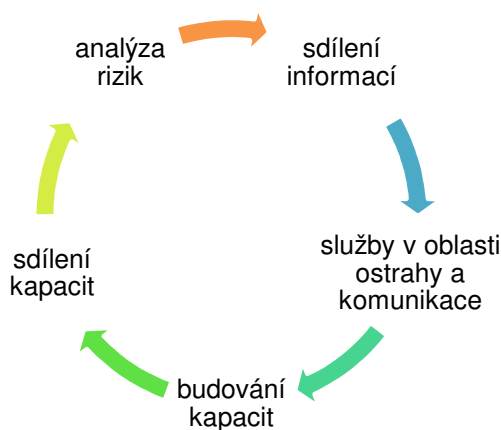 analýza
rizik
sdílení
informací
služby v oblasti
ostrahy a
komunikace
budování
kapacit
sdílení
kapacit